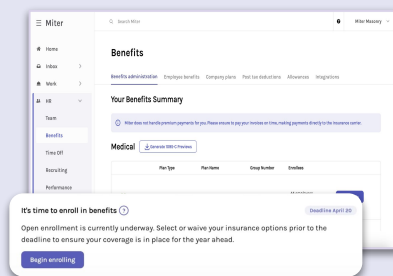 Miter
Search Miter
Miter Masonry
Home
Inbox
Work
HR
Team
Benefits
Time Off
Recruiting
Performance
Benefits
Benefits administration Employee benefits Company plans Post tax deductions Allowances Integrations
Your Benefits Summary
Miter does not handle premium payments for you. Please ensure to pay your invoices on time, making payments directly to the insurance carrier.
Medical Generate 1095-C Previews
Plan Type Plan Name Group Number Enrollees
It's time to enroll in benefits ?
Deadline April 20
Open enrollment is currently underway. Select or waive your insurance options prior to the
deadline to ensure your coverage is in place for the year ahead.
Begin enrolling